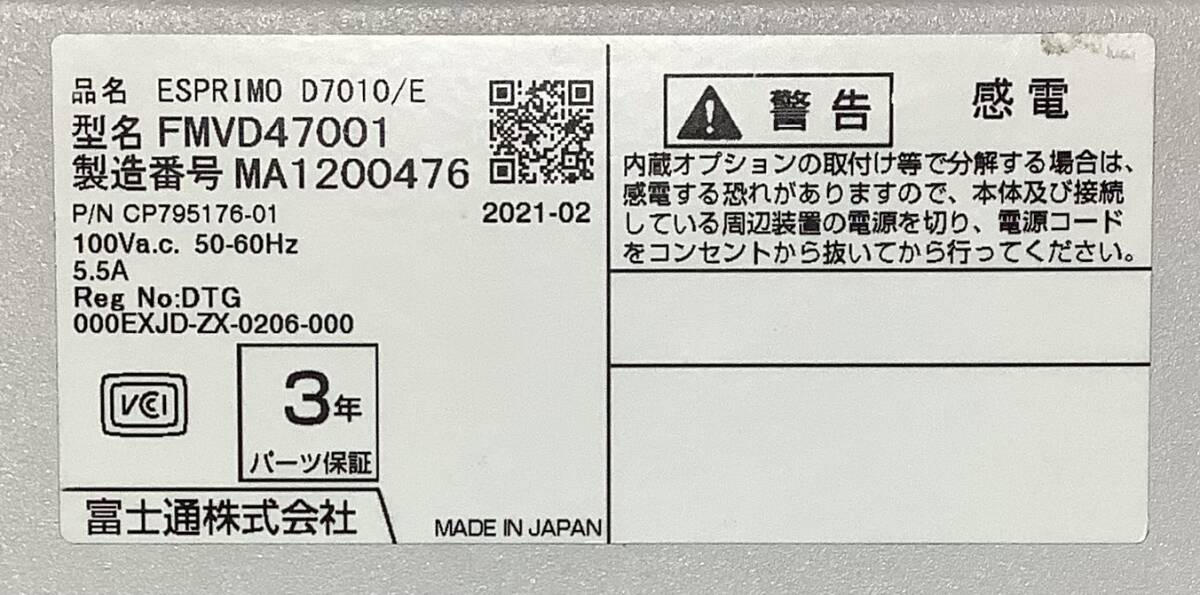 品名 ESPRIMO D7010/E
型名 FMVD47001
製造番号 MA1200476
P/N CP795176-01
2021-02
100Va.c. 50-60Hz
5.5A
Reg No:DTG
000EXJD-ZX-0206-000
VCCI
3年
パーツ保証
富士通株式会社
MADE IN JAPAN
警告
感電
内蔵オプションの取付け等で分解する場合は、
感電する恐れがありますので、本体及び接続
している周辺装置の電源を切り、電源コード
をコンセントから抜いてから行ってください。